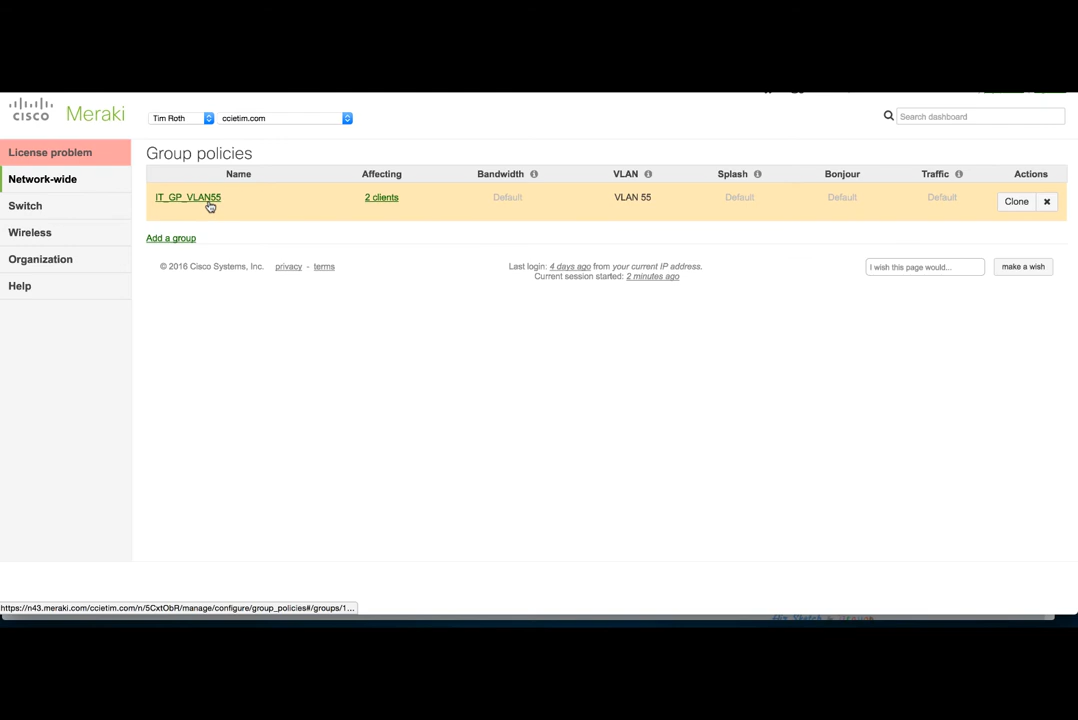 CISCO Meraki
Tim Roth ccietim.com
Search dashboard
License problem
Network-wide
Switch
Wireless
Organization
Help
Group policies
Name Affecting Bandwidth VLAN Splash Bonjour Traffic Actions
IT_GP_VLAN55 2 clients Default VLAN 55 Default Default Default Clone
Add a group
© 2016 Cisco Systems, Inc. privacy - terms
Last login: 4 days ago from your current IP address.
Current session started: 2 minutes ago
I wish this page would... make a wish
https://n43.meraki.com/ccietim.com/n/5CxtObR/manage/configure/group_policies#/groups/1...